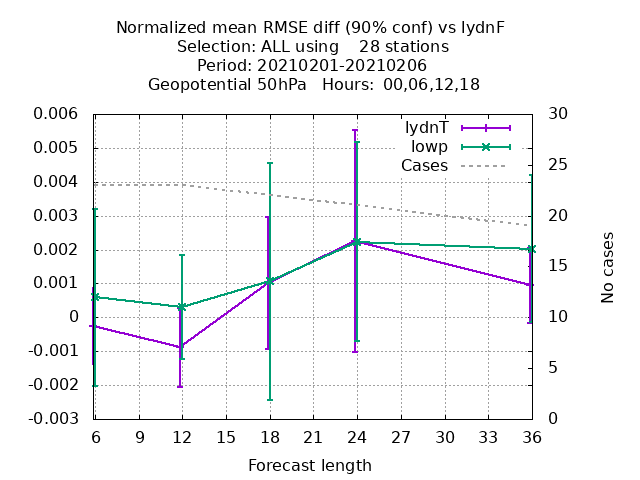 Normalized mean RMSE diff (90% conf) vs lydnF
Selection: ALL using    28 stations
Period: 20210201-20210206
Geopotential 50hPa   Hours: 00,06,12,18
lydnT
lowp
Cases
0.006
0.005
0.004
0.003
0.002
0.001
0
-0.001
-0.002
-0.003
30
25
20
15
10
5
0
No cases
6 9 12 15 18 21 24 27 30 33 36
Forecast length